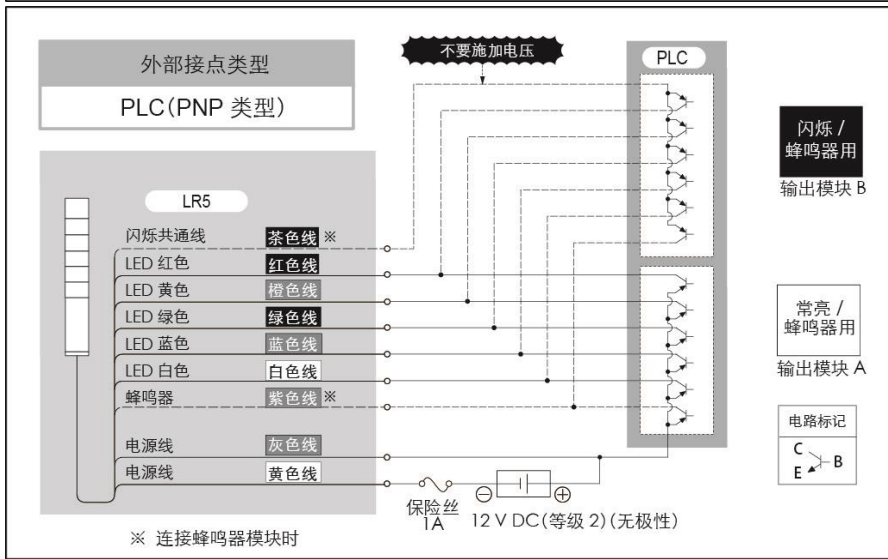 外部接点类型
PLC(PNP 类型)
不要施加电压
PLC
LR5
闪烁共通线 茶色线 ※
LED 红色 红色线
LED 黄色 橙色线
LED 绿色 绿色线
LED 蓝色 蓝色线
LED 白色 白色线
蜂鸣器 紫色线 ※
电源线 灰色线
电源线 黄色线
※ 连接蜂鸣器模块时
保险丝
1A
⊖ ⊕
12 V DC(等级 2)(无极性)
闪烁 /
蜂鸣器用
输出模块 B
常亮 /
蜂鸣器用
输出模块 A
电路标记
C
B
E